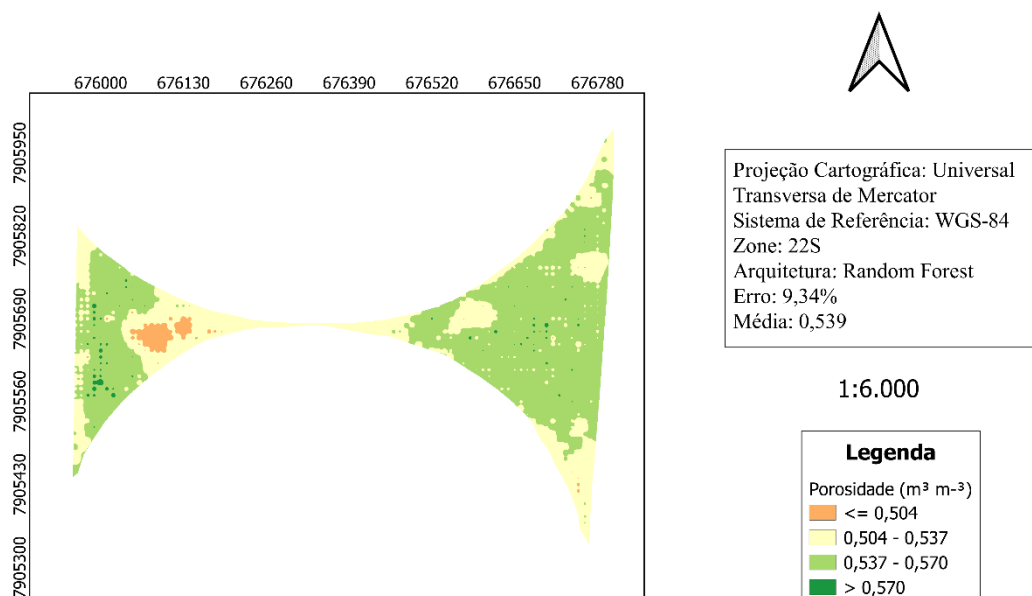 676000 676130 676260 676390 676520 676650 676780
7905950
7905820
7905690
7905560
7905430
7905300
Projeção Cartográfica: Universal
Transversa de Mercator
Sistema de Referência: WGS-84
Zone: 22S
Arquitetura: Random Forest
Erro: 9,34%
Média: 0,539
1:6.000
Legenda
Porosidade (m³ m-³)
<= 0,504
0,504 - 0,537
0,537 - 0,570
> 0,570